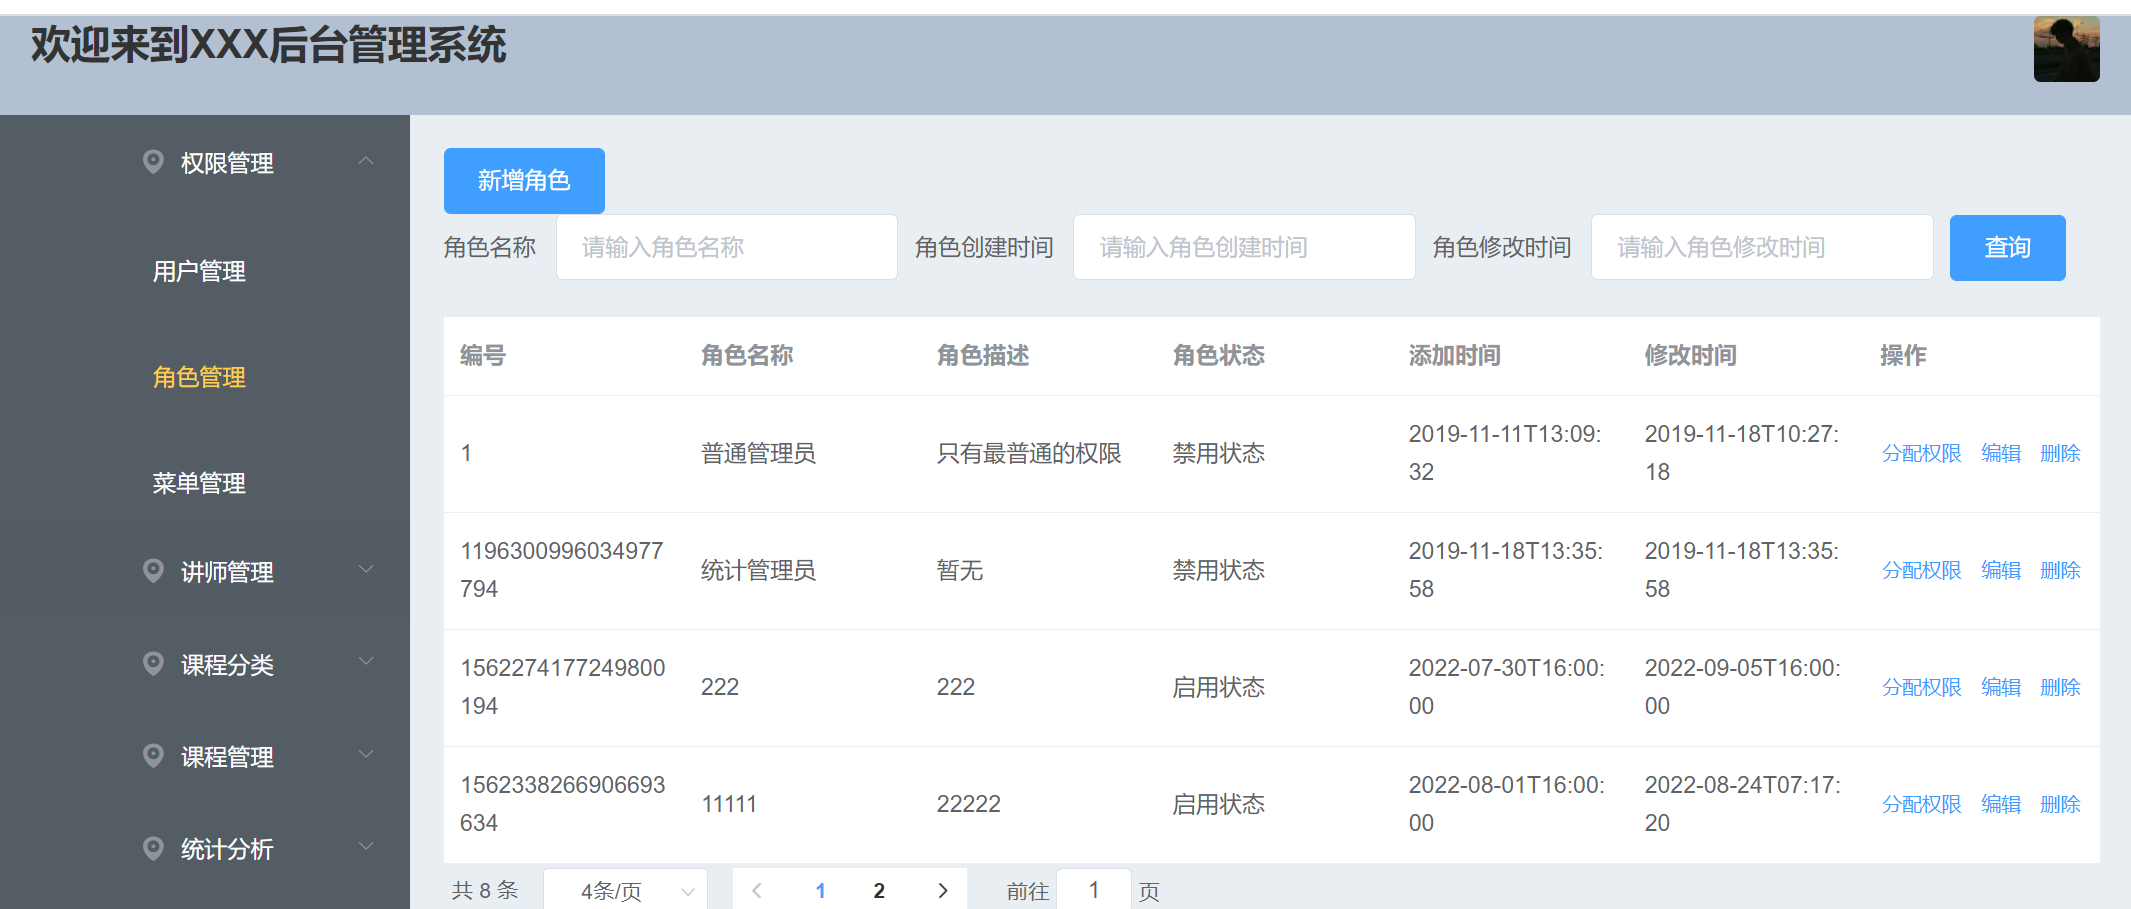 欢迎来到XXX后台管理系统
权限管理
用户管理
角色管理
菜单管理
讲师管理
课程分类
课程管理
统计分析
新增角色
角色名称 请输入角色名称 角色创建时间 请输入角色创建时间 角色修改时间 请输入角色修改时间 查询
编号 角色名称 角色描述 角色状态 添加时间 修改时间 操作
1 普通管理员 只有最普通的权限 禁用状态 2019-11-11T13:09: 2019-11-18T10:27: 分配权限 编辑 删除
32 18
1196300996034977 统计管理员 暂无 禁用状态 2019-11-18T13:35: 2019-11-18T13:35: 分配权限 编辑 删除
794 58 58
1562274177249800 222 222 启用状态 2022-07-30T16:00: 2022-09-05T16:00: 分配权限 编辑 删除
194 00 00
1562338266906693 11111 22222 启用状态 2022-08-01T16:00: 2022-08-24T07:17: 分配权限 编辑 删除
634 00 20
共 8 条 4条/页 1 2 前往 1 页